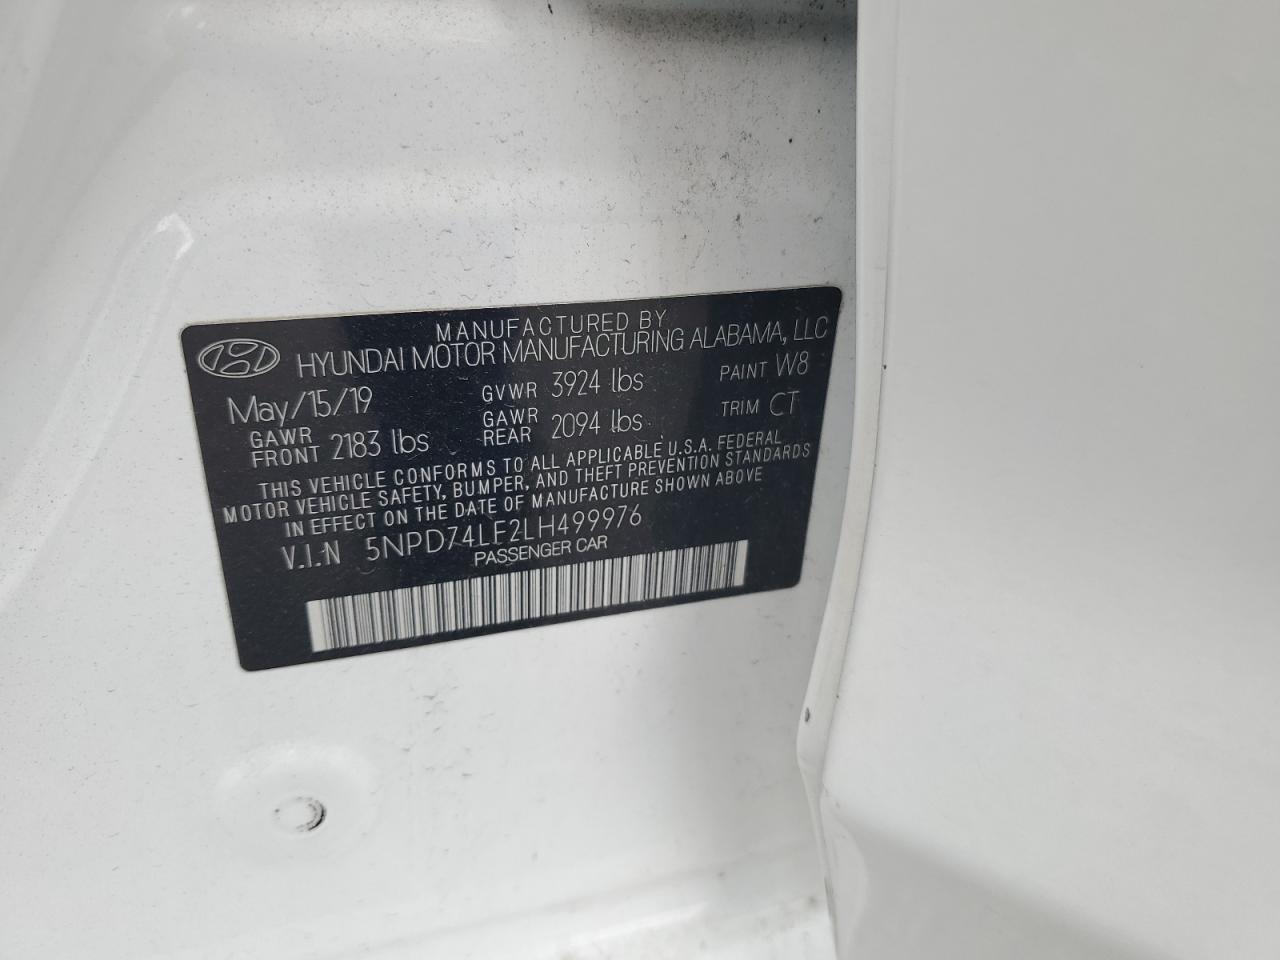 MANUFACTURED BY
HYUNDAI MOTOR MANUFACTURING ALABAMA, LLC
May/15/19 GVWR 3924 lbs PAINT W8
GAWR FRONT 2183 lbs GAWR REAR 2094 lbs TRIM CT
THIS VEHICLE CONFORMS TO ALL APPLICABLE U.S.A. FEDERAL
MOTOR VEHICLE SAFETY, BUMPER, AND THEFT PREVENTION STANDARDS
IN EFFECT ON THE DATE OF MANUFACTURE SHOWN ABOVE
V.I.N 5NPD74LF2LH499976
PASSENGER CAR